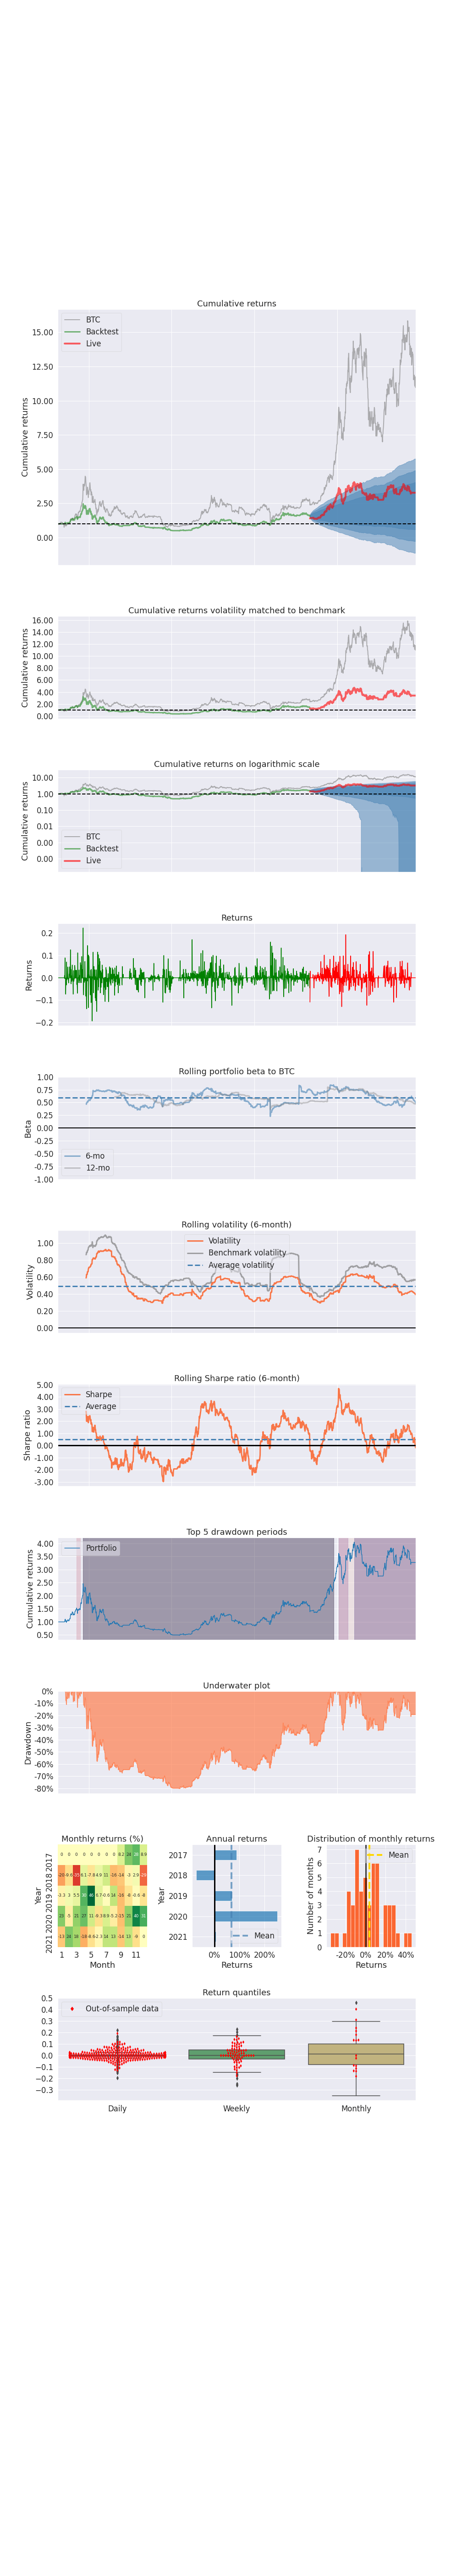 Cumulative returns
BTC
Backtest
Live
Cumulative returns
15.00
12.50
10.00
7.50
5.00
2.50
0.00
Cumulative returns volatility matched to benchmark
Cumulative returns
16.00
14.00
12.00
10.00
8.00
6.00
4.00
2.00
0.00
Cumulative returns on logarithmic scale
Cumulative returns
10.00
1.00
0.10
0.01
0.00
0.00
BTC
Backtest
Live
Returns
Returns
0.2
0.1
0.0
−0.1
−0.2
Rolling portfolio beta to BTC
Beta
1.00
0.75
0.50
0.25
0.00
-0.25
-0.50
-0.75
-1.00
6-mo
12-mo
Rolling volatility (6-month)
Volatility
1.00
0.80
0.60
0.40
0.20
0.00
Volatility
Benchmark volatility
Average volatility
Rolling Sharpe ratio (6-month)
Sharpe ratio
5.00
4.00
3.00
2.00
1.00
0.00
-1.00
-2.00
-3.00
Sharpe
Average
Top 5 drawdown periods
Cumulative returns
4.00
3.50
3.00
2.50
2.00
1.50
1.00
0.50
Portfolio
Underwater plot
Drawdown
0%
-10%
-20%
-30%
-40%
-50%
-60%
-70%
-80%
Monthly returns (%)
Year
2017
2018
2019
2020
2021
1 3 5 7 9 11
Month
Annual returns
Year
2017
2018
2019
2020
2021
Mean
0% 100% 200%
Returns
Distribution of monthly returns
Number of months
7
6
5
4
3
2
1
0
Mean
-20% 0% 20% 40%
Returns
Return quantiles
0.5
0.4
0.3
0.2
0.1
0.0
−0.1
−0.2
−0.3
Out-of-sample data
Daily Weekly Monthly